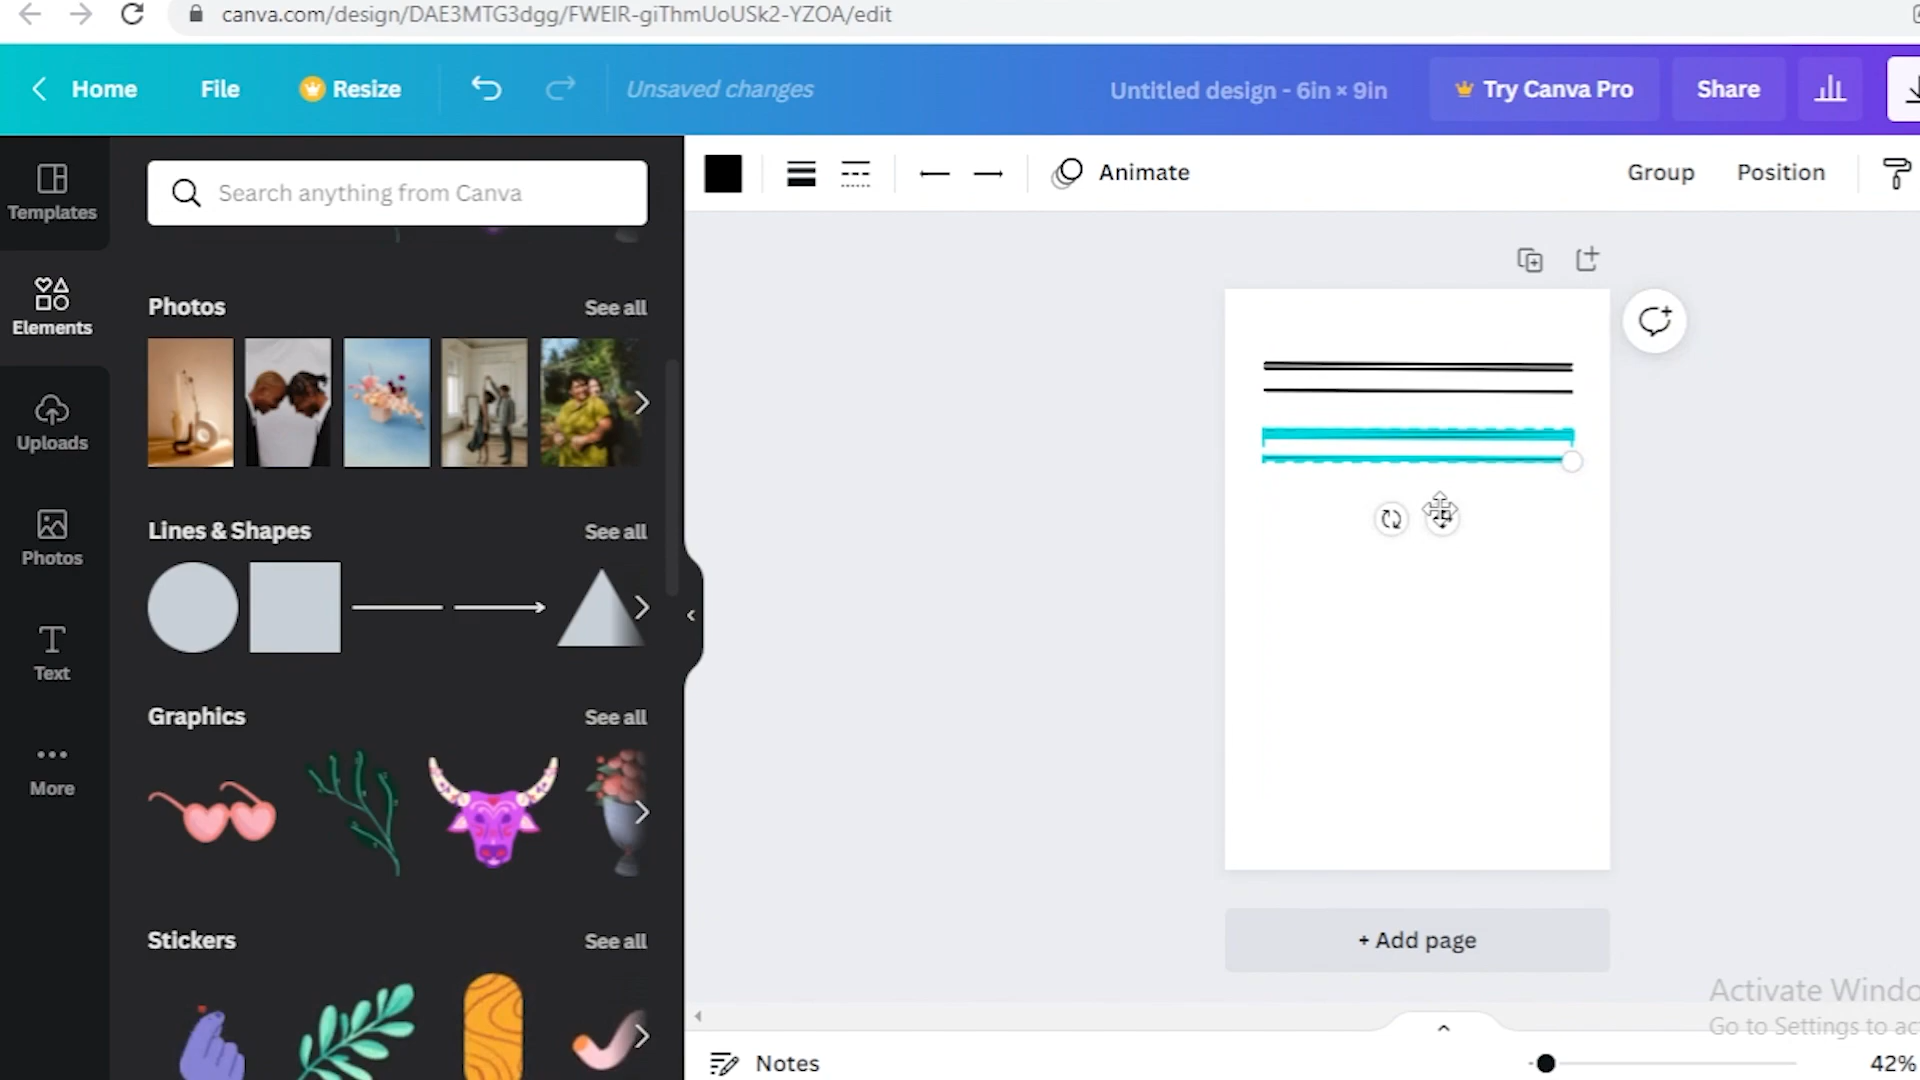 canva.com/design/DAE3MTG3dgg/FWElR-giThmUoUSk2-YZOA/edit
Home File Resize Unsaved changes Untitled design - 6in × 9in Try Canva Pro Share
Templates
Elements
Uploads
Photos
Text
More
Search anything from Canva
Photos See all
Lines & Shapes See all
Graphics See all
Stickers See all
Animate Group Position
+ Add page
Activate Windo
Go to Settings to ac
Notes 42%